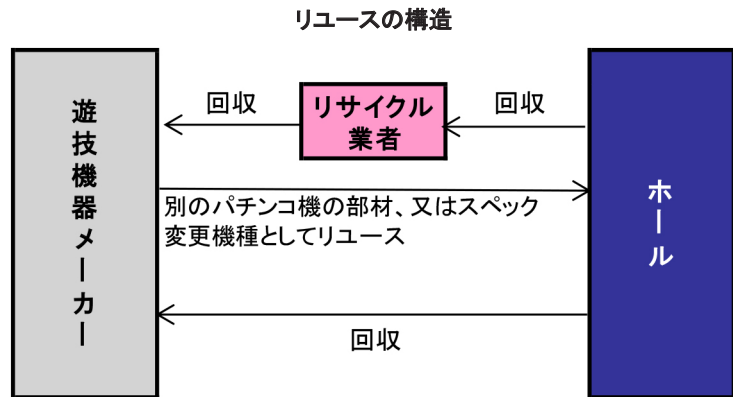 リユースの構造
遊技機器メーカー
回収
リサイクル
業者
回収
ホール
別のパチンコ機の部材、又はスペック
変更機種としてリユース
回収